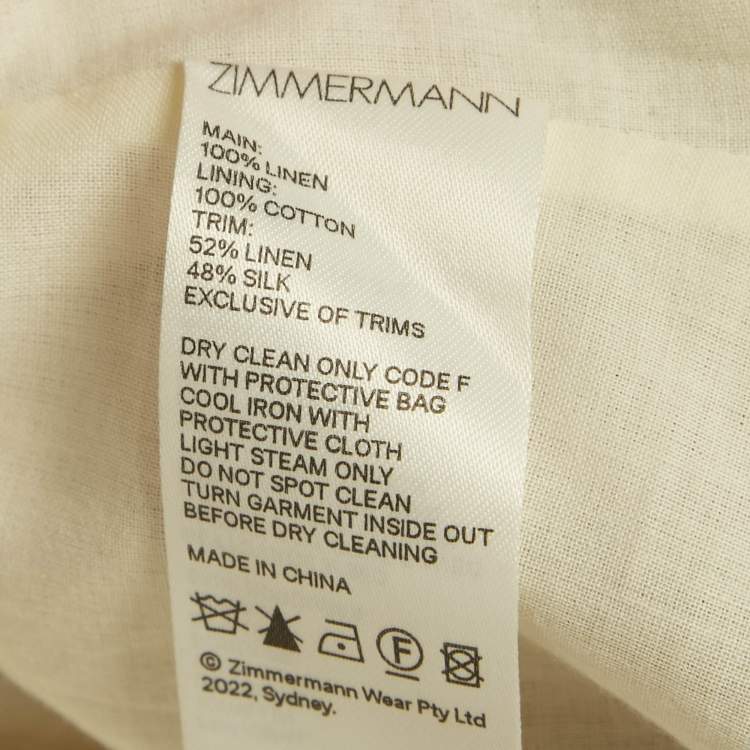 ZIMMERMANN
MAIN:
100% LINEN
LINING:
100% COTTON
TRIM:
52% LINEN
48% SILK
EXCLUSIVE OF TRIMS
DRY CLEAN ONLY CODE F
WITH PROTECTIVE BAG
COOL IRON WITH
PROTECTIVE CLOTH
LIGHT STEAM ONLY
DO NOT SPOT CLEAN
TURN GARMENT INSIDE OUT
BEFORE DRY CLEANING
MADE IN CHINA
F
© Zimmermann Wear Pty Ltd
2022, Sydney.